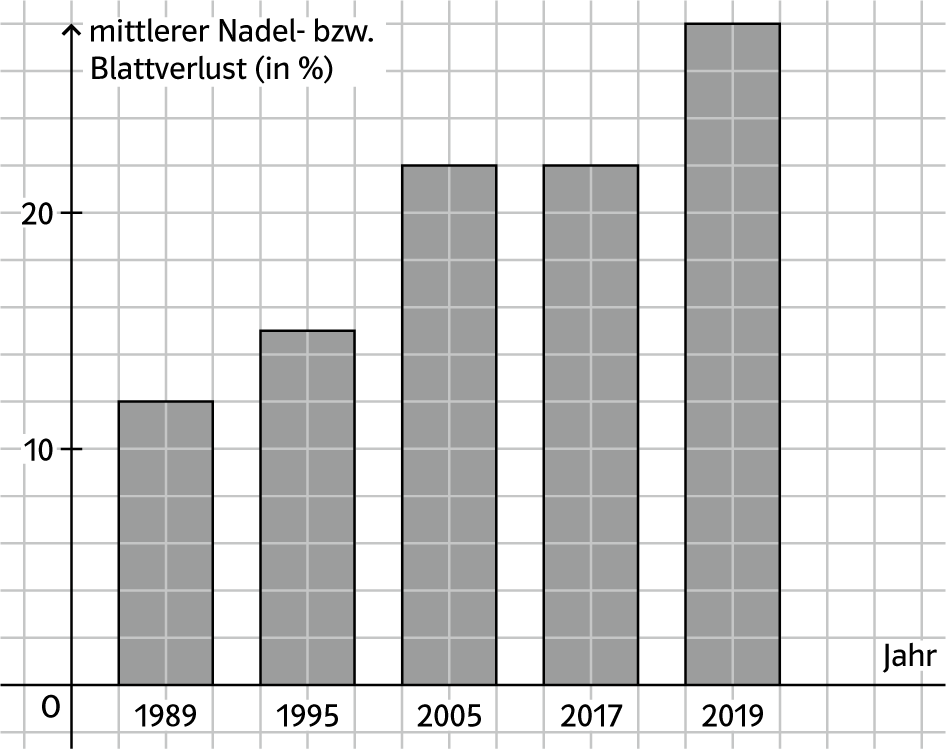 mittlerer Nadel- bzw.
Blattverlust (in %)
20
10
Jahr
0
1989
1995
2005
2017
2019